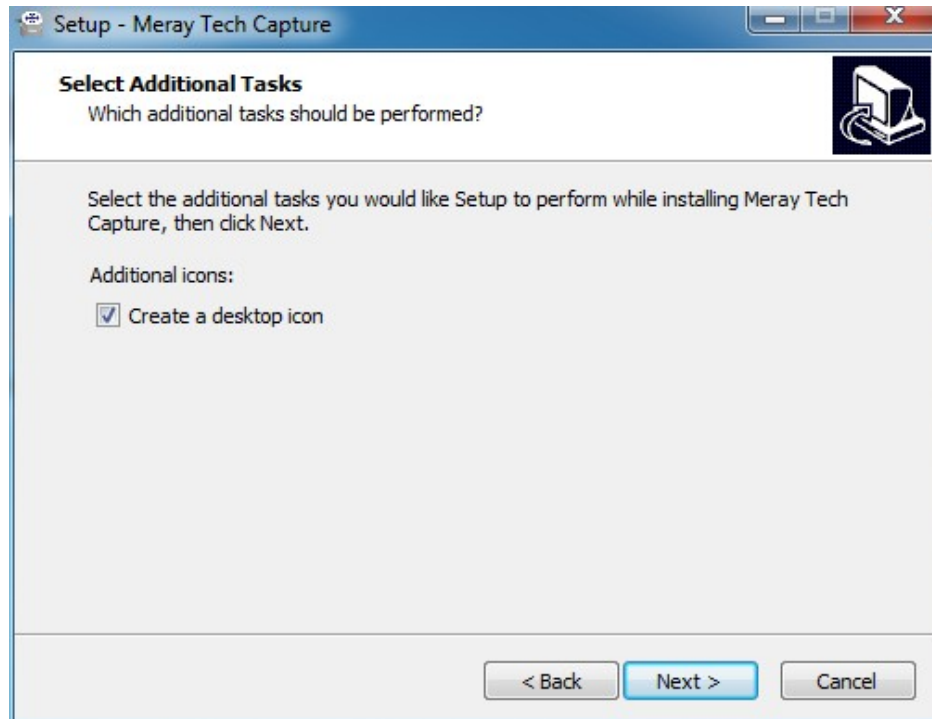 Setup - Meray Tech Capture
Select Additional Tasks
Which additional tasks should be performed?
Select the additional tasks you would like Setup to perform while installing Meray Tech
Capture, then click Next.
Additional icons:
Create a desktop icon
< Back
Next >
Cancel